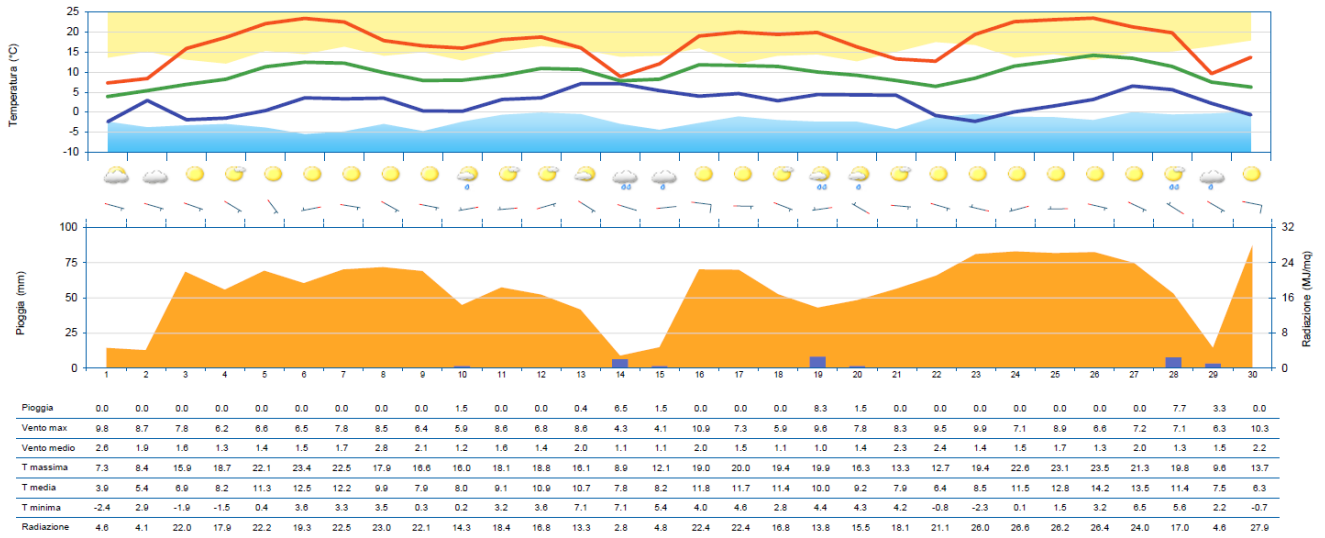 25
20
15
10
5
0
-5
-10
Temperatura (°C)
100 32
75 24
50 16
25 8
0 0
Pioggia (mm)
Radiazione (MJ/mq)
1 2 3 4 5 6 7 8 9 10 11 12 13 14 15 16 17 18 19 20 21 22 23 24 25 26 27 28 29 30
Pioggia 0.0 0.0 0.0 0.0 0.0 0.0 0.0 0.0 0.0 1.5 0.0 0.0 0.4 6.5 1.5 0.0 0.0 0.0 8.3 1.5 0.0 0.0 0.0 0.0 0.0 0.0 0.0 7.7 3.3 0.0
Vento max 9.8 8.7 7.8 6.2 6.6 6.5 7.8 8.5 6.4 5.9 8.6 6.8 8.6 4.3 4.1 10.9 7.3 5.9 9.6 7.8 8.3 9.5 9.9 7.1 8.9 6.6 7.2 7.1 6.3 10.3
Vento medio 2.6 1.9 1.6 1.3 1.4 1.5 1.7 2.8 2.1 1.2 1.6 1.4 2.0 1.1 1.1 2.0 1.5 1.1 1.0 1.4 2.3 2.4 1.4 1.5 1.7 1.3 2.0 1.3 1.5 2.2
T massima 7.3 8.4 15.9 18.7 22.1 23.4 22.5 17.9 16.6 16.0 18.1 18.8 16.1 8.9 12.1 19.0 20.0 19.4 19.9 16.3 13.3 12.7 19.4 22.6 23.1 23.5 21.3 19.8 9.6 13.7
T media 3.9 5.4 6.9 8.2 11.3 12.5 12.2 9.9 7.9 8.0 9.1 10.9 10.7 7.8 8.2 11.8 11.7 11.4 10.0 9.2 7.9 6.4 8.5 11.5 12.8 14.2 13.5 11.4 7.5 6.3
T minima -2.4 2.9 -1.9 -1.5 0.4 3.6 3.3 3.5 0.3 0.2 3.2 3.6 7.1 7.1 5.4 4.0 4.6 2.8 4.4 4.3 4.2 -0.8 -2.3 0.1 1.5 3.2 6.5 5.6 2.2 -0.7
Radiazione 4.6 4.1 22.0 17.9 22.2 19.3 22.5 23.0 22.1 14.3 18.4 16.8 13.3 2.8 4.8 22.4 22.4 16.8 13.8 15.5 18.1 21.1 26.0 26.6 26.2 26.4 24.0 17.0 4.6 27.9